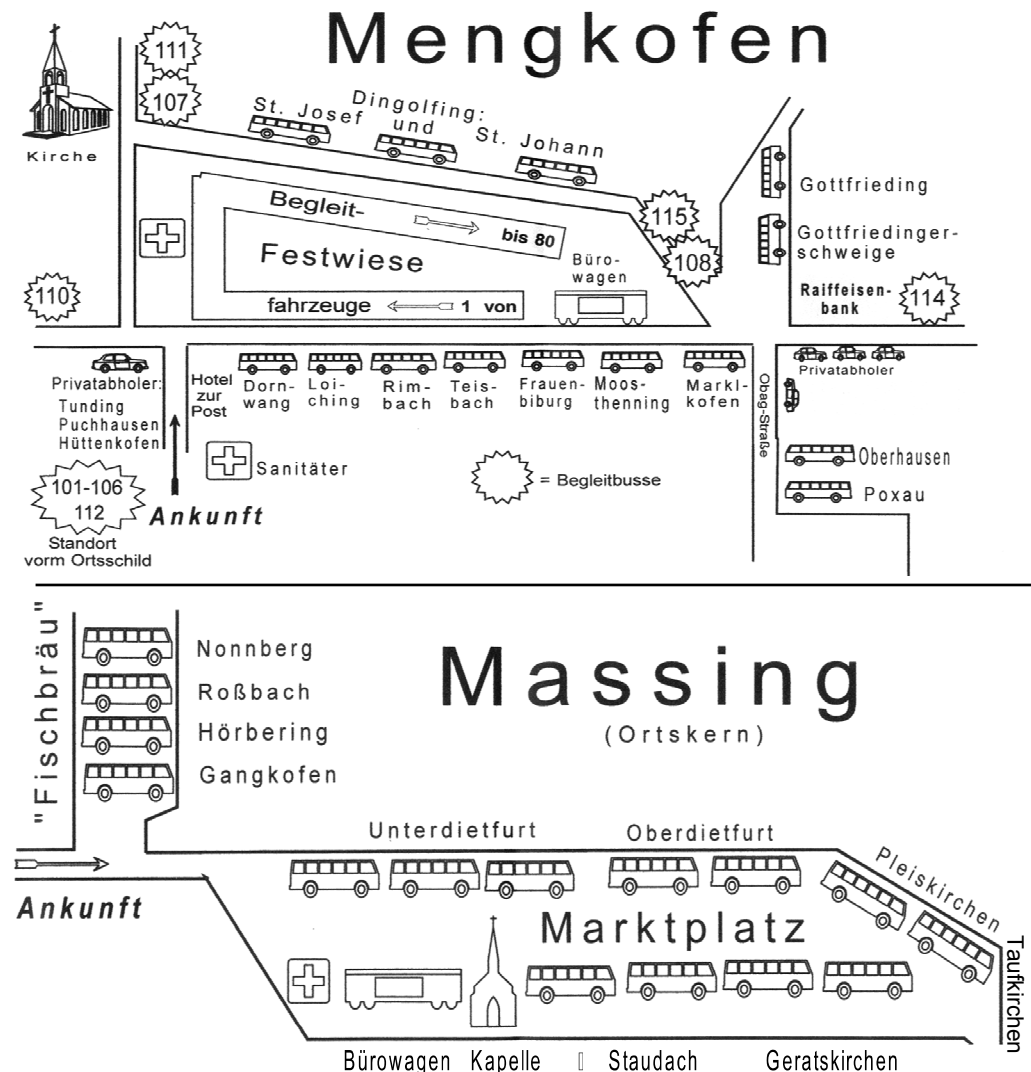 Mengkofen
111
107
Kirche
St. Josef
Dingolfing:
und
St. Johann
Begleit-
bis 80
Festwiese
fahrzeuge
1 von
Büro-
wagen
115
108
110
Gottfrieding
Gottfriedinger-
schweige
Raiffeisen-
bank
114
Privatabholer:
Tunding
Puchhausen
Hüttenkofen
Hotel
zur
Post
Dorn-
wang
Loi-
ching
Rim-
bach
Teis-
bach
Frauen-
biburg
Moos-
thenning
Markl-
kofen
Obag-Straße
Privatabholer
Oberhausen
Poxau
Sanitäter
= Begleitbusse
101-106
112
Standort
vorm Ortsschild
Ankunft
"Fischbräu"
Nonnberg
Roßbach
Hörbering
Gangkofen
Massing
(Ortskern)
Ankunft
Unterdietfurt
Oberdietfurt
Pleiskirchen
Marktplatz
Taufkirchen
Bürowagen Kapelle Staudach Geratskirchen